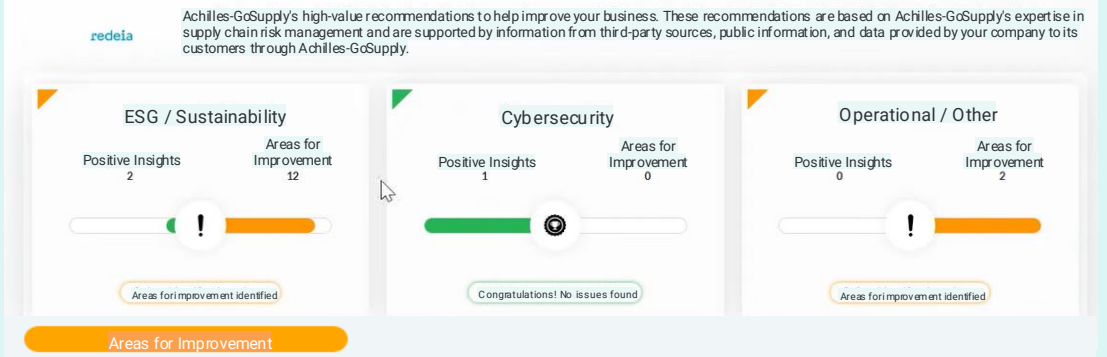 redeia
Achilles-GoSupply's high-value recommendations to help improve your business. These recommendations are based on Achilles-GoSupply's expertise in
supply chain risk management and are supported by information from third-party sources, public information, and data provided by your company to its
customers through Achilles-GoSupply.
ESG / Sustainability
Positive Insights
2
Areas for
Improvement
12
Areas for improvement identified
Cybersecurity
Positive Insights
1
Areas for
Improvement
0
Congratulations! No issues found
Operational / Other
Positive Insights
0
Areas for
Improvement
2
Areas for improvement identified
Areas for Improvement